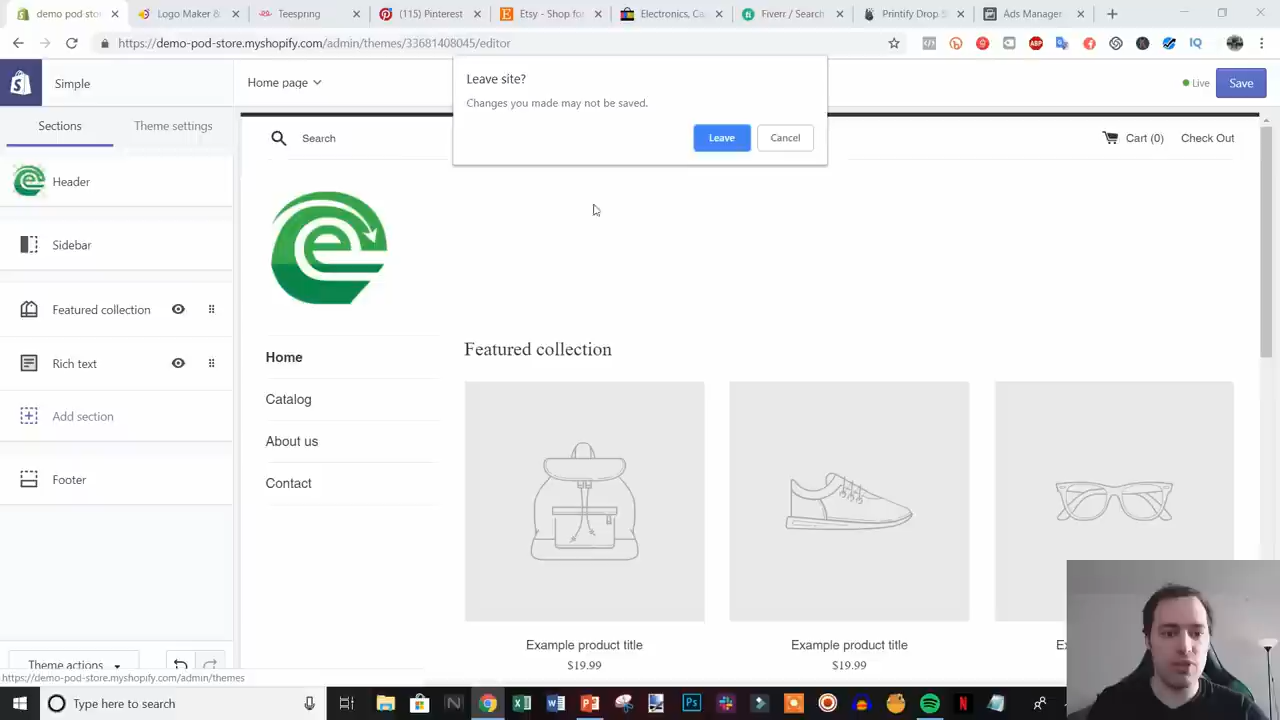 demo pod stor
Logo Maker &
Teespring
(115) Pinterest
Etsy - Shop for
Electronics, Ca
Fiverr / Search
Printify Drop S
Ads Manager
https://demo-pod-store.myshopify.com/admin/themes/33681408045/editor
ABP
IQ
Simple
Home page
Leave site?
Changes you made may not be saved.
Leave
Cancel
Live
Save
Sections
Theme settings
Search
Cart (0)
Check Out
Header
Sidebar
Featured collection
Rich text
Add section
Footer
Home
Catalog
About us
Contact
Featured collection
Example product title
$19.99
Example product title
$19.99
Theme actions
https://demo-pod-store.myshopify.com/admin/themes
Type here to search